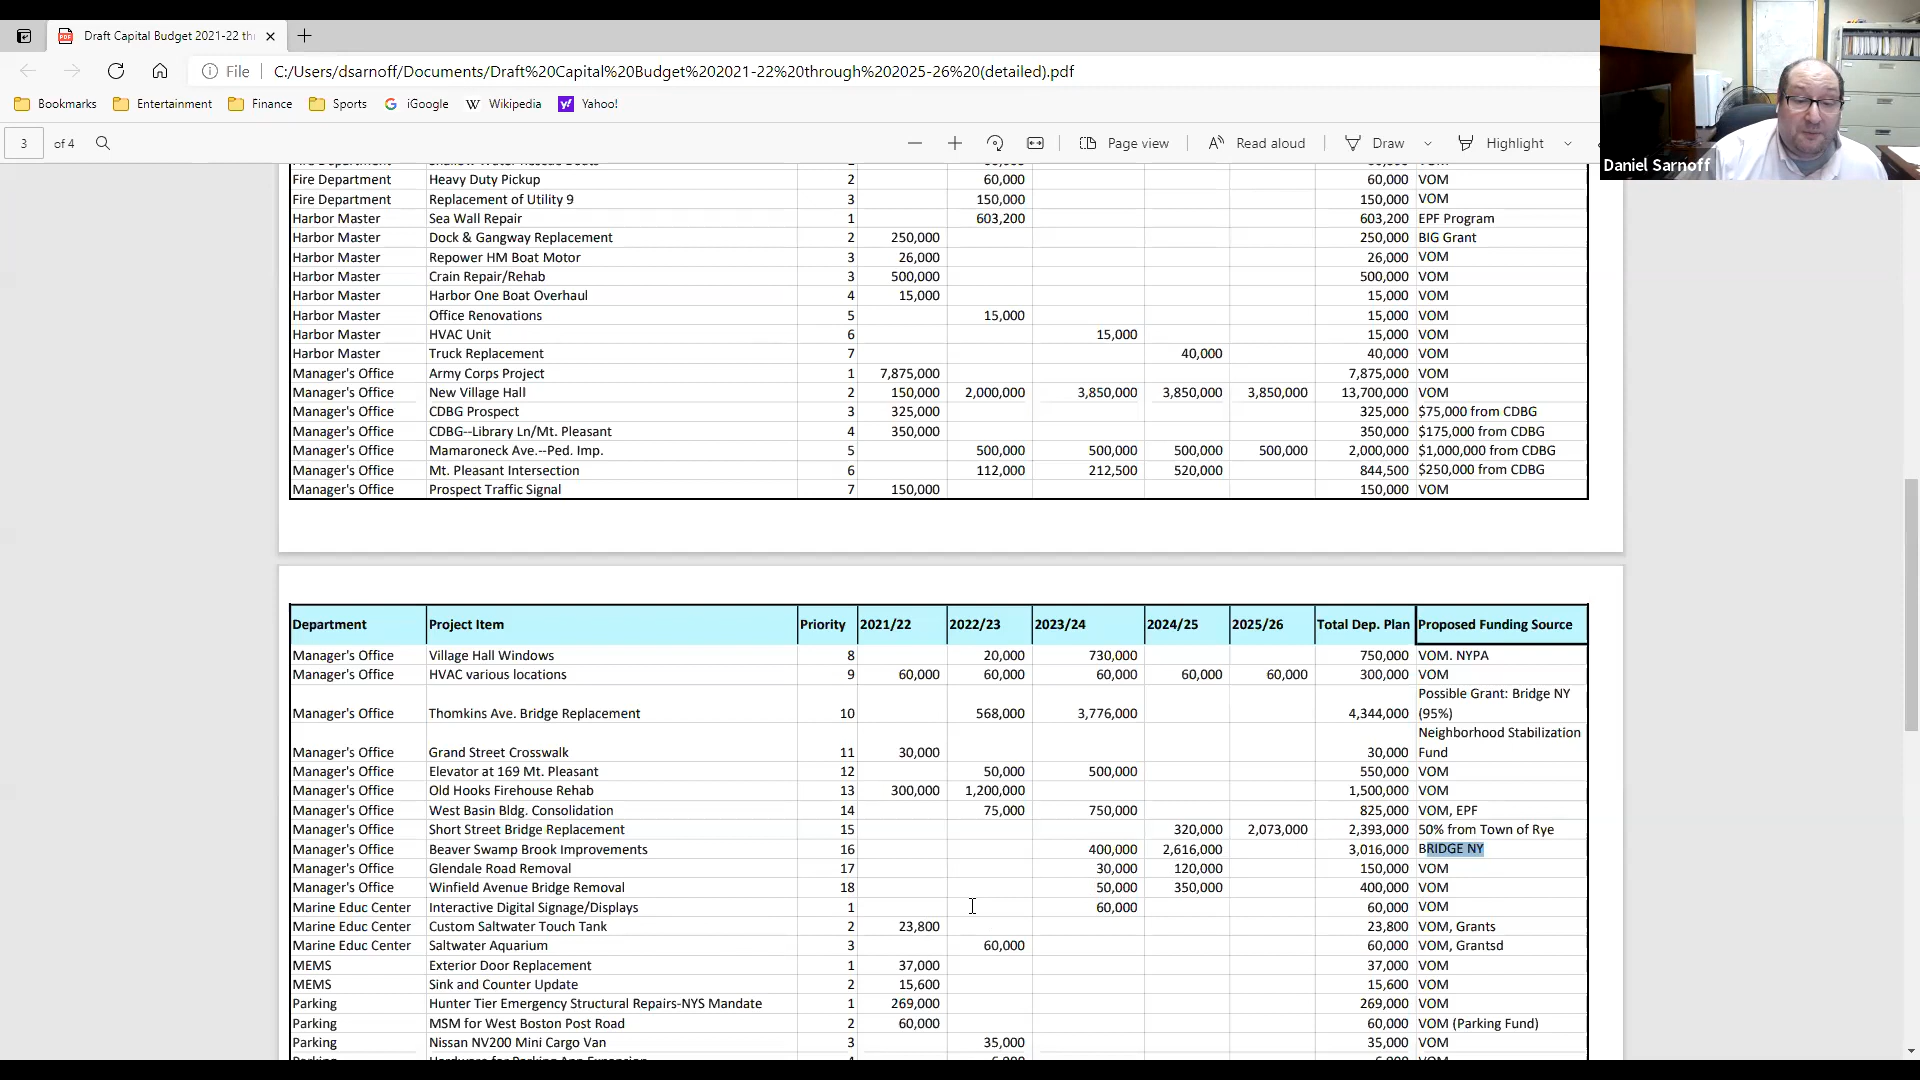 Draft Capital Budget 2021-22 thr
File C:/Users/dsarnoff/Documents/Draft%20Capital%20Budget%202021-22%20through%202025-26%20(detailed).pdf
Bookmarks Entertainment Finance Sports iGoogle Wikipedia Yahoo!
3 of 4 Page view Read aloud Draw Highlight
Daniel Sarnoff
Fire Department Heavy Duty Pickup 2 60,000 60,000 VOM
Fire Department Replacement of Utility 9 3 150,000 150,000 VOM
Harbor Master Sea Wall Repair 1 603,200 603,200 EPF Program
Harbor Master Dock & Gangway Replacement 2 250,000 250,000 BIG Grant
Harbor Master Repower HM Boat Motor 3 26,000 26,000 VOM
Harbor Master Crain Repair/Rehab 3 500,000 500,000 VOM
Harbor Master Harbor One Boat Overhaul 4 15,000 15,000 VOM
Harbor Master Office Renovations 5 15,000 15,000 VOM
Harbor Master HVAC Unit 6 15,000 15,000 VOM
Harbor Master Truck Replacement 7 40,000 40,000 VOM
Manager's Office Army Corps Project 1 7,875,000 7,875,000 VOM
Manager's Office New Village Hall 2 150,000 2,000,000 3,850,000 3,850,000 3,850,000 13,700,000 VOM
Manager's Office CDBG Prospect 3 325,000 325,000 $75,000 from CDBG
Manager's Office CDBG--Library Ln/Mt. Pleasant 4 350,000 350,000 $175,000 from CDBG
Manager's Office Mamaroneck Ave.--Ped. Imp. 5 500,000 500,000 500,000 500,000 2,000,000 $1,000,000 from CDBG
Manager's Office Mt. Pleasant Intersection 6 112,000 212,500 520,000 844,500 $250,000 from CDBG
Manager's Office Prospect Traffic Signal 7 150,000 150,000 VOM
Department Project Item Priority 2021/22 2022/23 2023/24 2024/25 2025/26 Total Dep. Plan Proposed Funding Source
Manager's Office Village Hall Windows 8 20,000 730,000 750,000 VOM. NYPA
Manager's Office HVAC various locations 9 60,000 60,000 60,000 60,000 60,000 300,000 VOM
Possible Grant: Bridge NY
Manager's Office Thomkins Ave. Bridge Replacement 10 568,000 3,776,000 4,344,000 (95%)
Neighborhood Stabilization
Manager's Office Grand Street Crosswalk 11 30,000 30,000 Fund
Manager's Office Elevator at 169 Mt. Pleasant 12 50,000 500,000 550,000 VOM
Manager's Office Old Hooks Firehouse Rehab 13 300,000 1,200,000 1,500,000 VOM
Manager's Office West Basin Bldg. Consolidation 14 75,000 750,000 825,000 VOM, EPF
Manager's Office Short Street Bridge Replacement 15 320,000 2,073,000 2,393,000 50% from Town of Rye
Manager's Office Beaver Swamp Brook Improvements 16 400,000 2,616,000 3,016,000 BRIDGE NY
Manager's Office Glendale Road Removal 17 30,000 120,000 150,000 VOM
Manager's Office Winfield Avenue Bridge Removal 18 50,000 350,000 400,000 VOM
Marine Educ Center Interactive Digital Signage/Displays 1 60,000 60,000 VOM
Marine Educ Center Custom Saltwater Touch Tank 2 23,800 23,800 VOM, Grants
Marine Educ Center Saltwater Aquarium 3 60,000 60,000 VOM, Grantsd
MEMS Exterior Door Replacement 1 37,000 37,000 VOM
MEMS Sink and Counter Update 2 15,600 15,600 VOM
Parking Hunter Tier Emergency Structural Repairs-NYS Mandate 1 269,000 269,000 VOM
Parking MSM for West Boston Post Road 2 60,000 60,000 VOM (Parking Fund)
Parking Nissan NV200 Mini Cargo Van 3 35,000 35,000 VOM